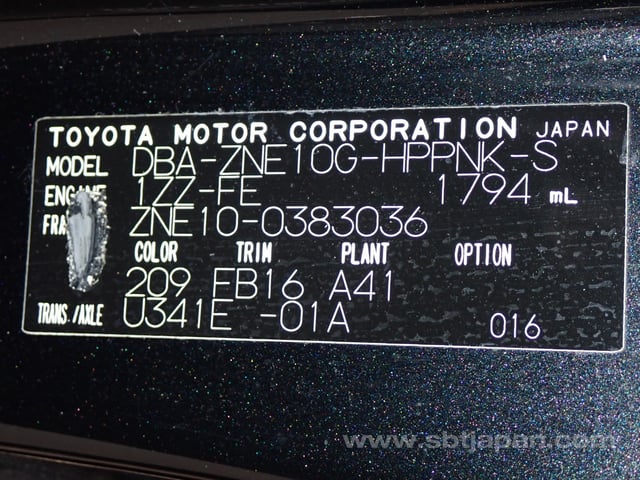 TOYOTA MOTOR CORPORATION JAPAN
MODEL DBA-ZNE10G-HPPNK-S
ENGINE 1ZZ-FE 1794 mL
FRA ZNE10-0383036
COLOR TRIM PLANT OPTION
209 FB16 A41
TRANS./AXLE U341E -01A 016
www.sbtjapan.com